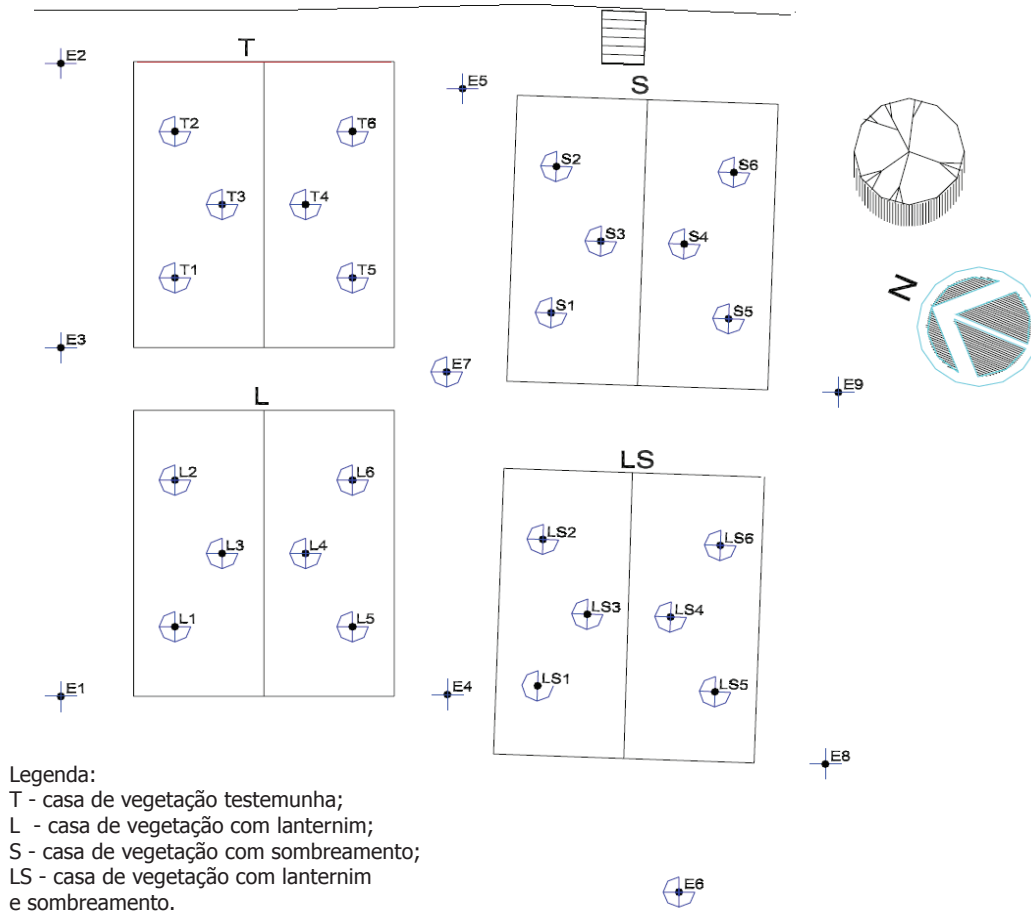 T
E2
E5
S
T2
T6
S2
S6
T3
T4
S3
S4
T1
T5
N
S1
S5
E3
E7
E9
L
LS
L2
L6
LS2
LS6
L3
L4
LS3
LS4
L1
L5
LS1
LS5
E1
E4
E8
Legenda:
T - casa de vegetação testemunha;
L - casa de vegetação com lanternim;
S - casa de vegetação com sombreamento;
LS - casa de vegetação com lanternim
e sombreamento.
E6